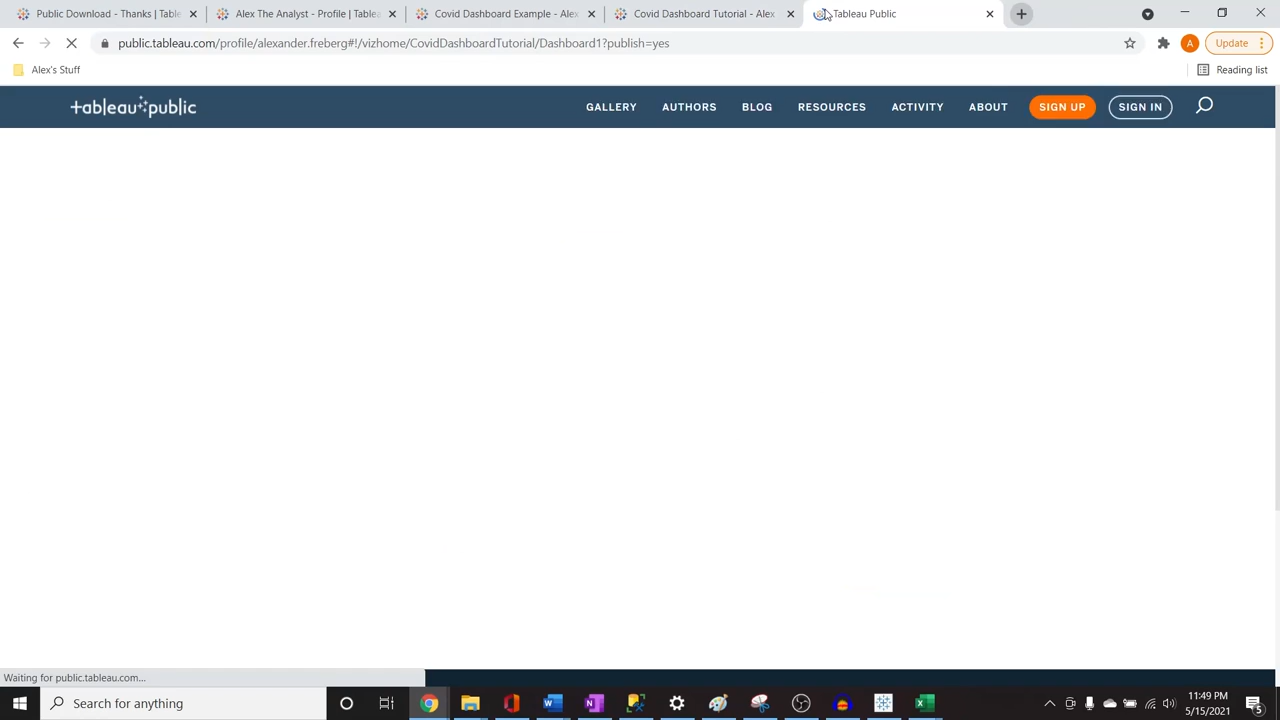 Public Download - Thanks | Table
Alex The Analyst - Profile | Tablea
Covid Dashboard Example - Alex
Covid Dashboard Tutorial - Alex
Tableau Public
public.tableau.com/profile/alexander.freberg#!/vizhome/CovidDashboardTutorial/Dashboard1?publish=yes
A
Update
Alex's Stuff
Reading list
tableau public
GALLERY
AUTHORS
BLOG
RESOURCES
ACTIVITY
ABOUT
SIGN UP
SIGN IN
Waiting for public.tableau.com...
Search for anything
11:49 PM
5/15/2021
5